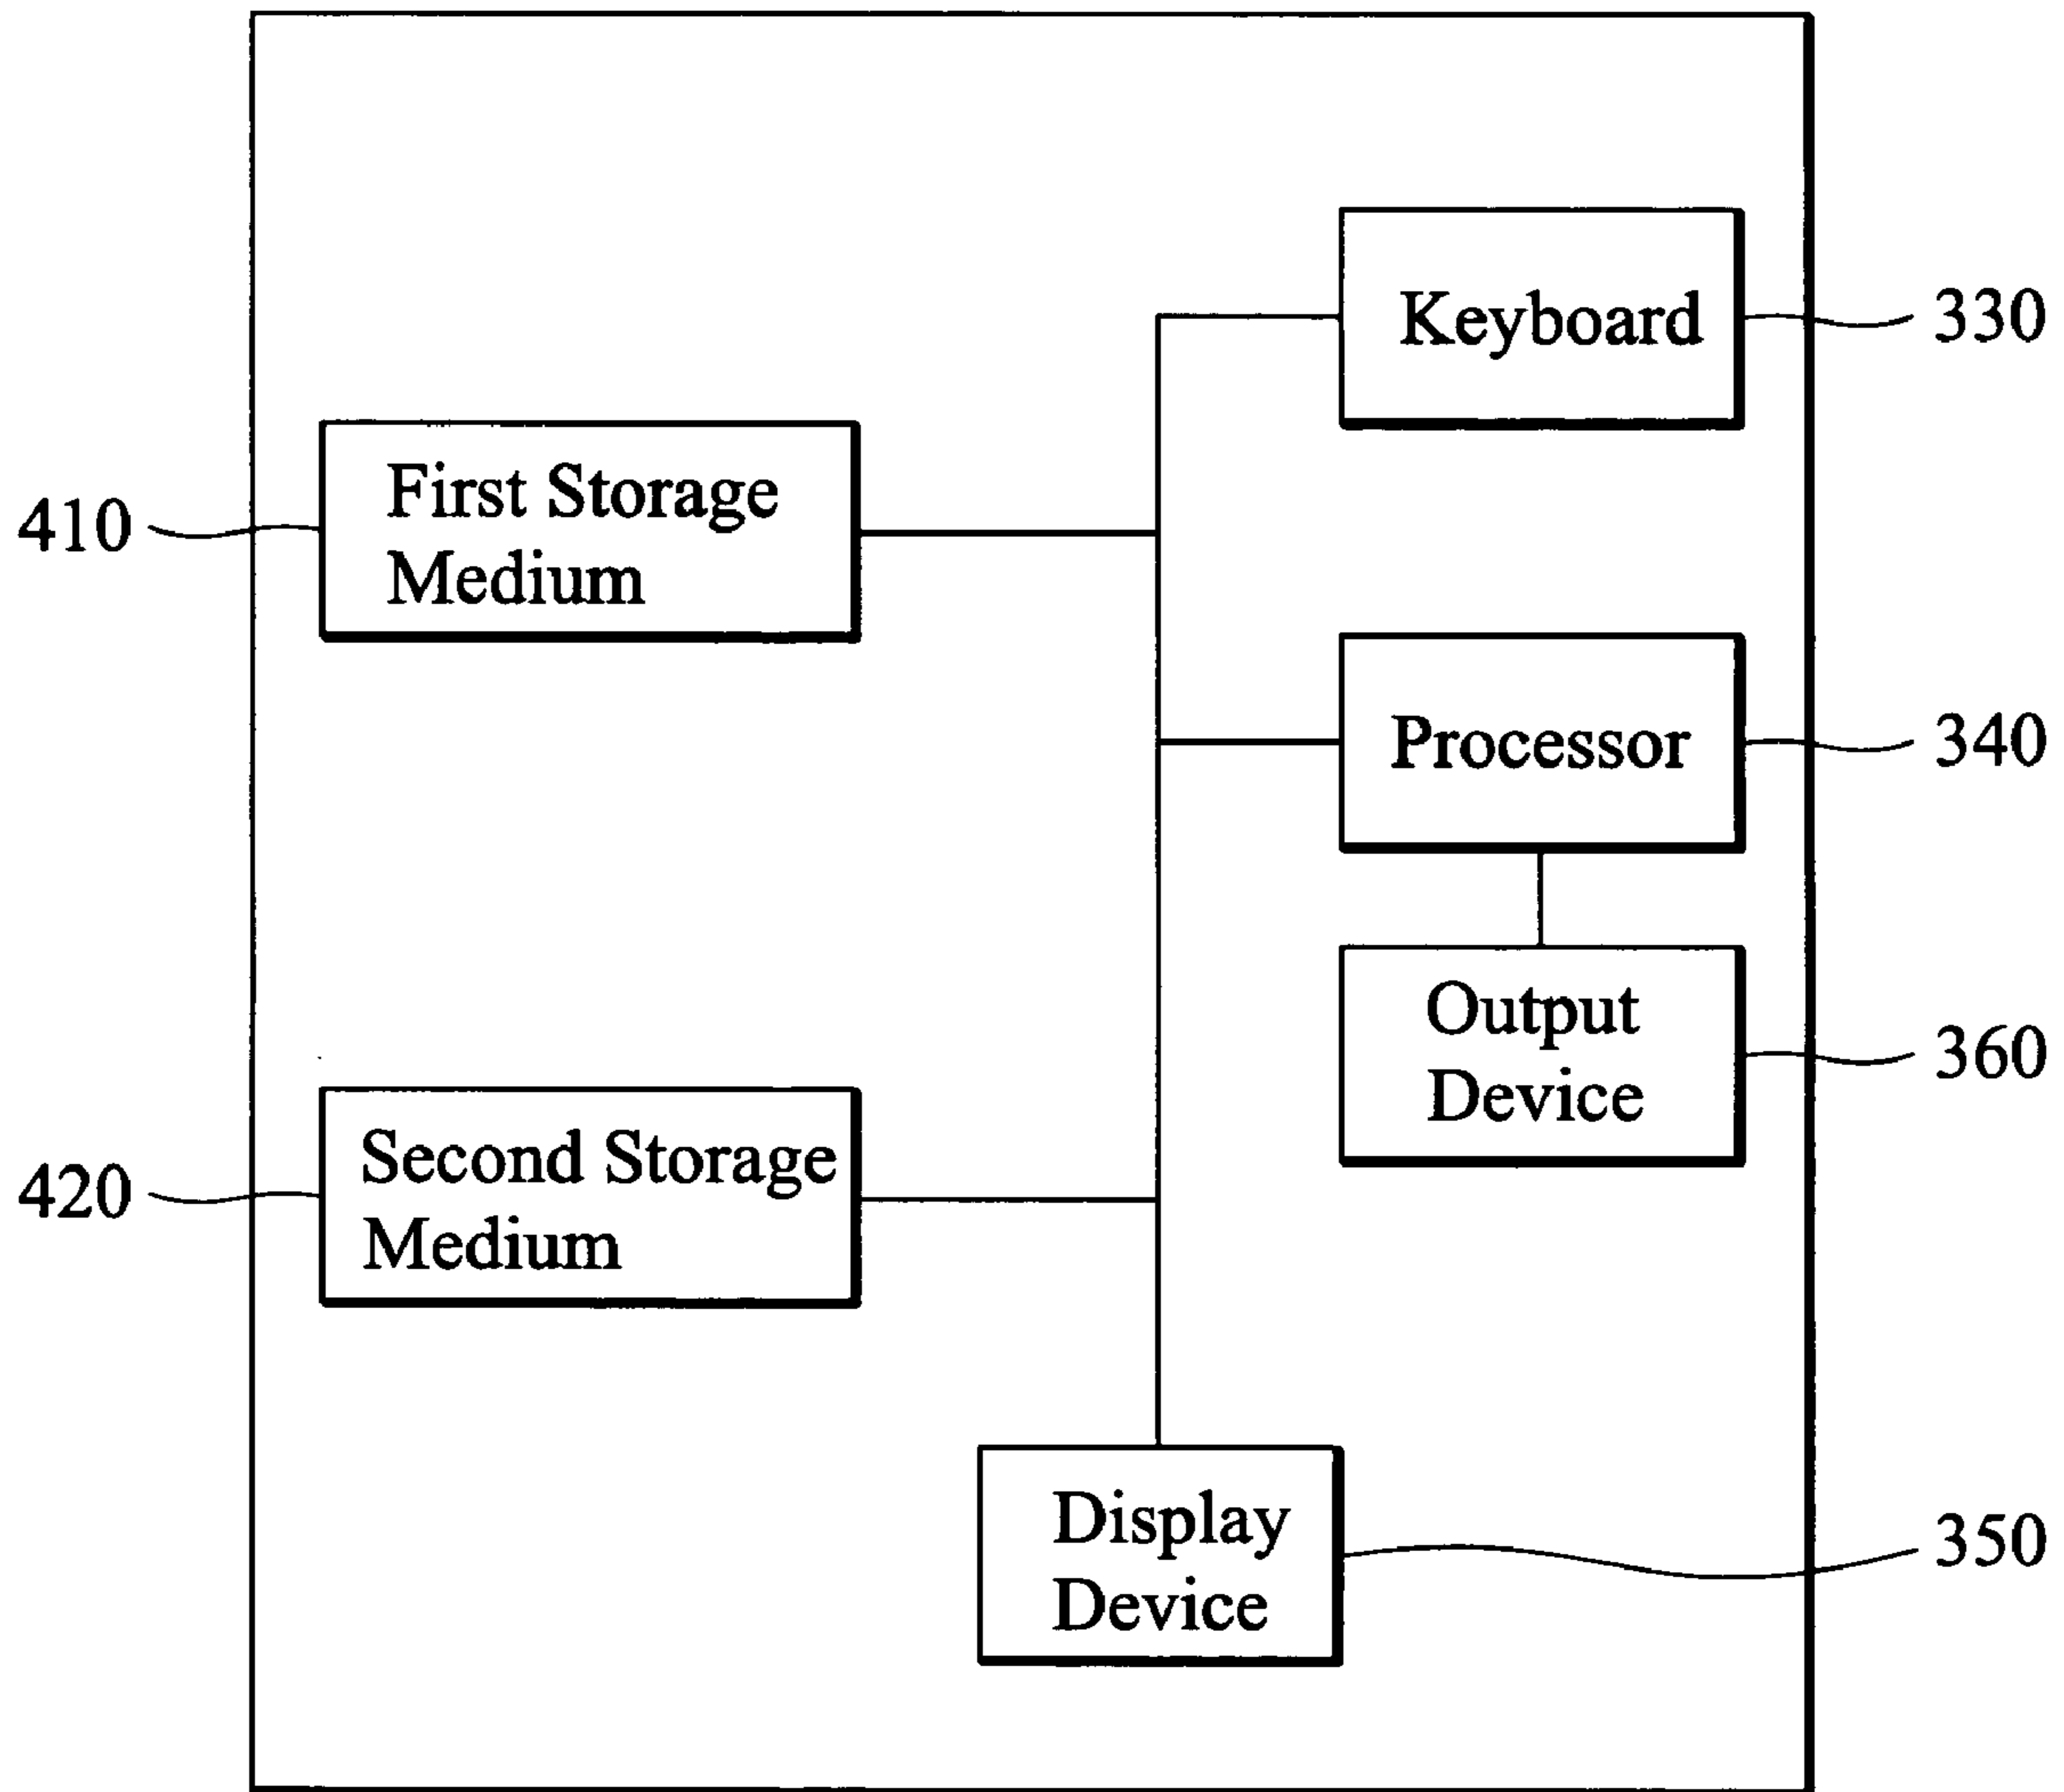 Keyboard
330
First Storage
Medium
410
Processor
340
Output
Device
360
Second Storage
Medium
420
Display
Device
350